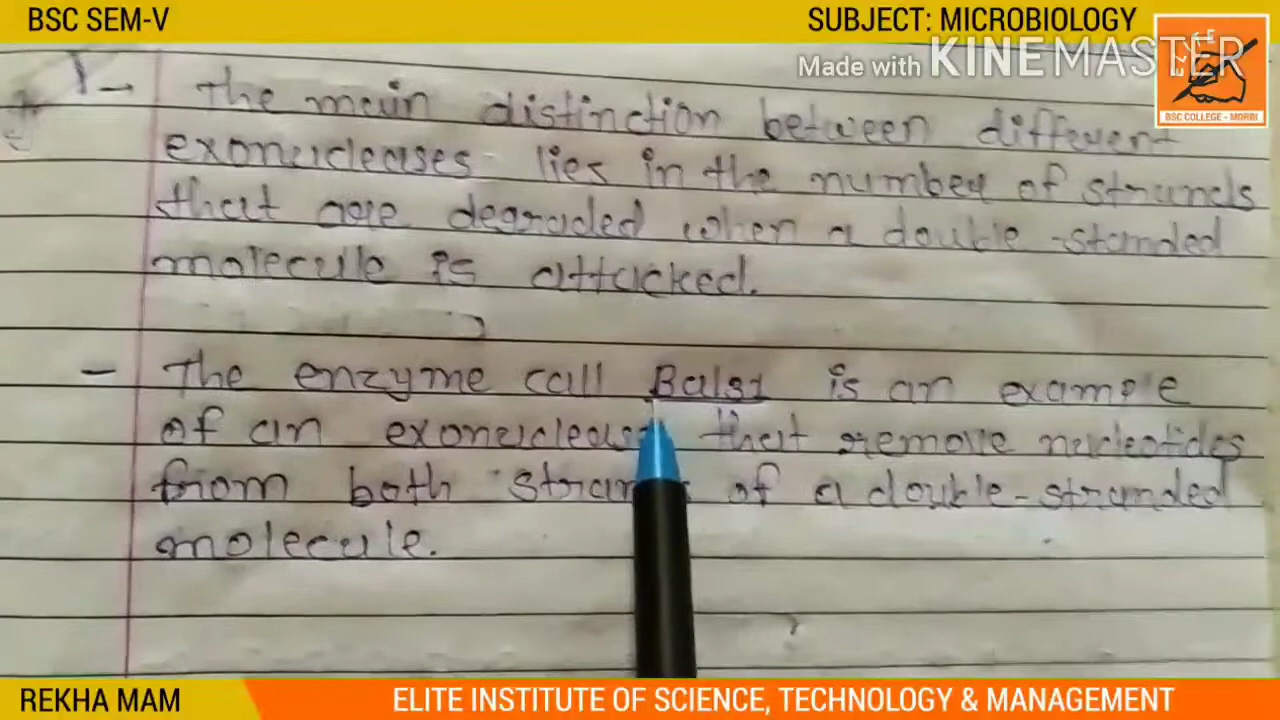 BSC SEM-V
SUBJECT: MICROBIOLOGY
Made with KINEMASTER
ELITE
BSC COLLEGE - MORBI
1- The main distinction between different
exonucleases lies in the number of strands
that are degraded when a double-stranded
molecule is attacked.
- The enzyme call Bal31 is an example
of an exonuclease that remove nucleotides
from both of a double-stranded
molecule.
REKHA MAM
ELITE INSTITUTE OF SCIENCE, TECHNOLOGY & MANAGEMENT